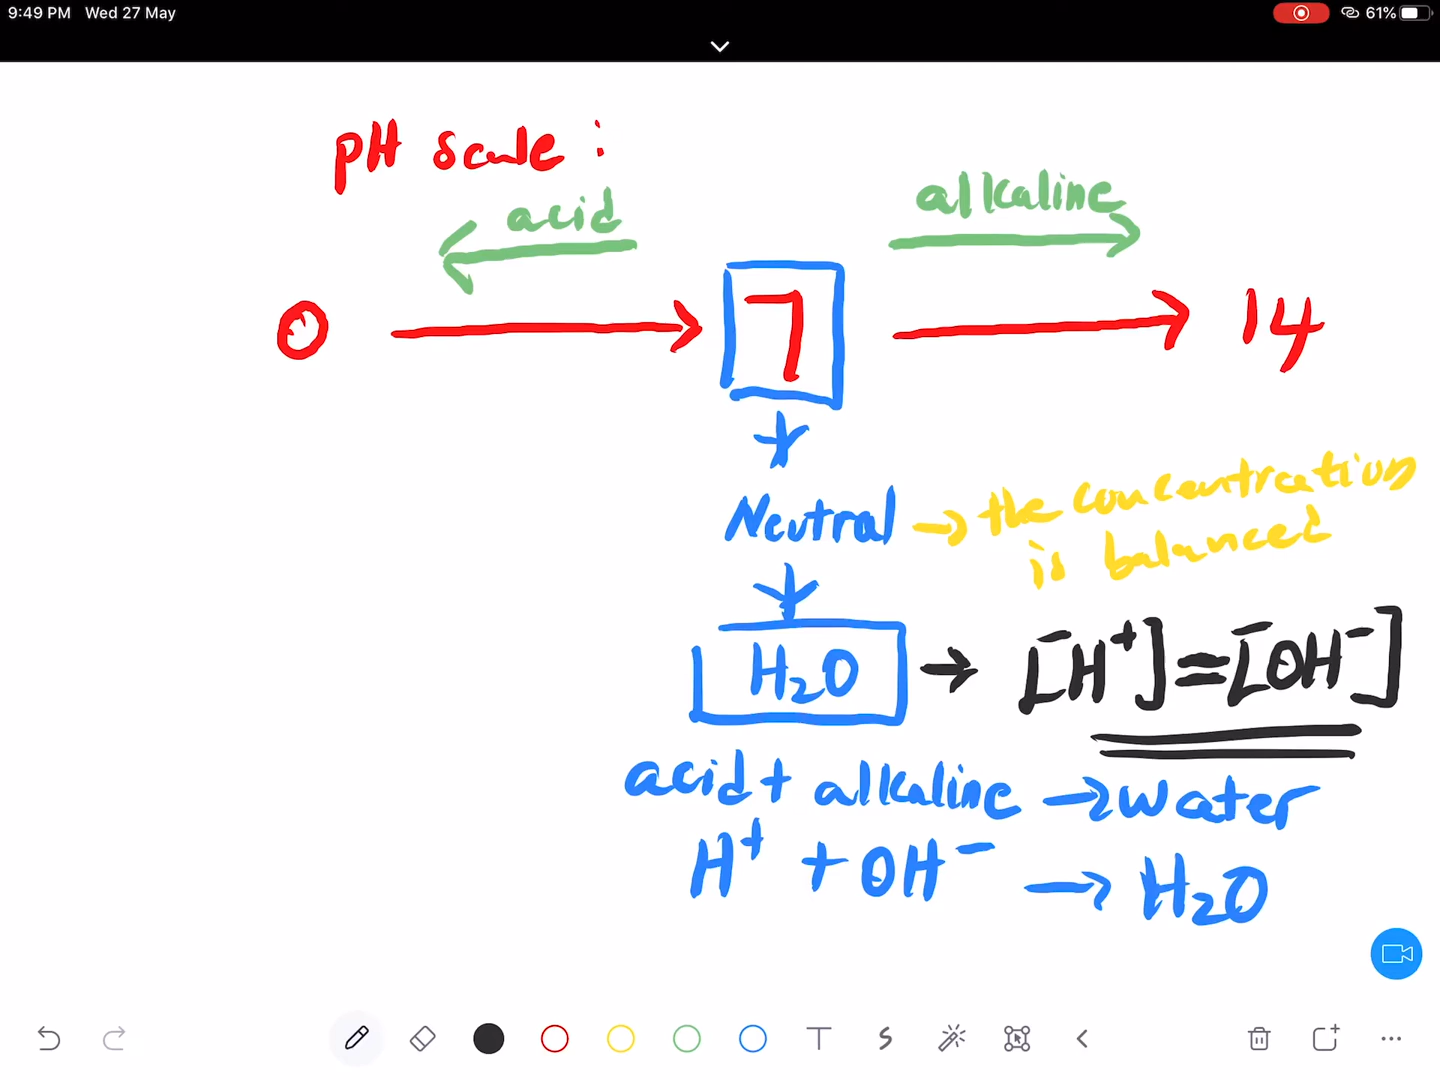 9:49 PM Wed 27 May 61%
pH scale :
acid alkaline
0 → 7 → 14
Neutral → the concentration
is balanced
H₂O → [H⁺]=[OH⁻]
acid + alkaline → water
H⁺ + OH⁻ → H₂O
T